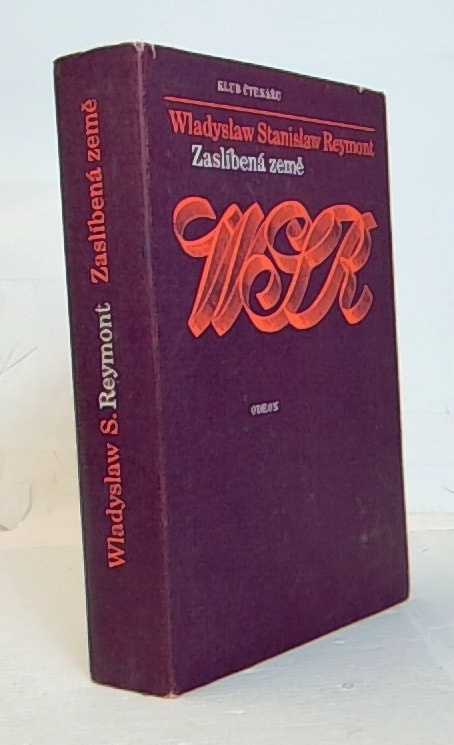 KLUB ČTENÁŘŮ
Wladyslaw Stanislaw Reymont
Zaslíbená země
WSR
ODEON
Wladyslaw S. Reymont Zaslíbená země